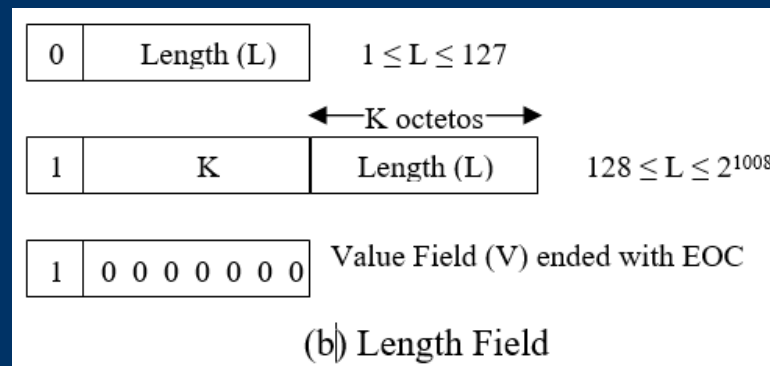 0 Length (L) 1 ≤ L ≤ 127
K octetos
1 K Length (L) 128 ≤ L ≤ 2^1008
1 0 0 0 0 0 0 0 Value Field (V) ended with EOC
(b) Length Field